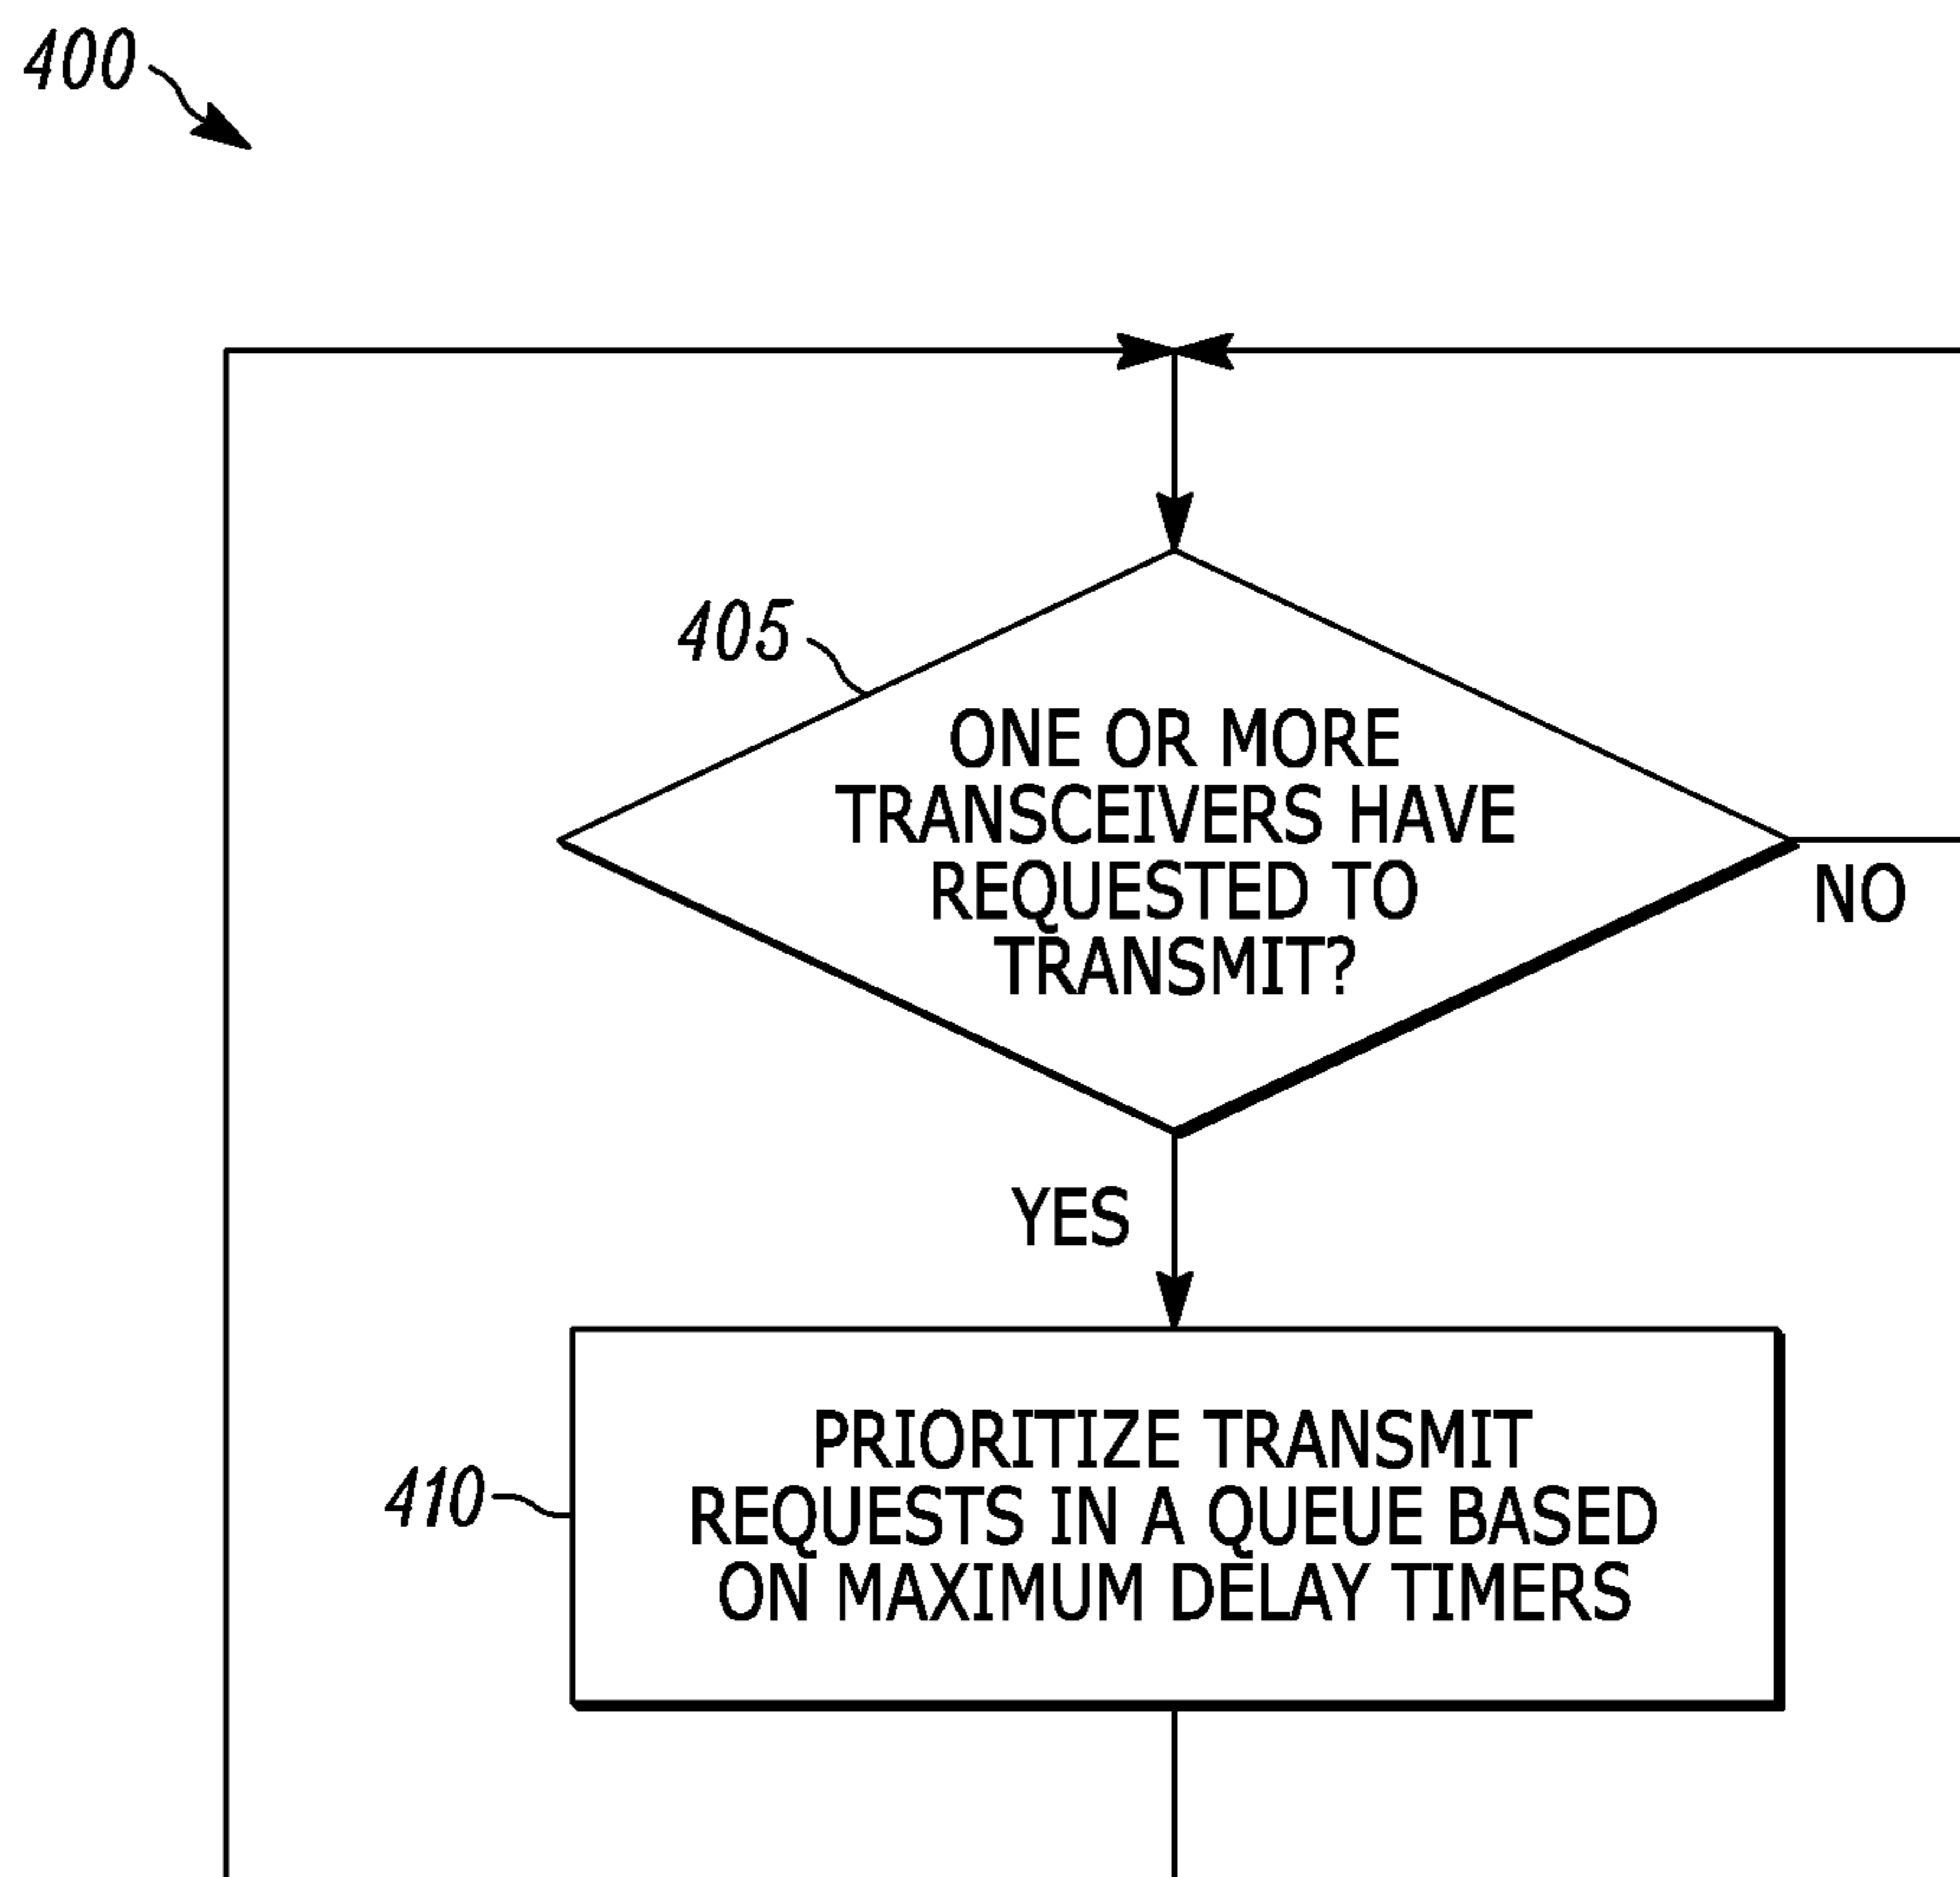 400
405
ONE OR MORE
TRANSCEIVERS HAVE
REQUESTED TO
TRANSMIT?
NO
YES
410
PRIORITIZE TRANSMIT
REQUESTS IN A QUEUE BASED
ON MAXIMUM DELAY TIMERS